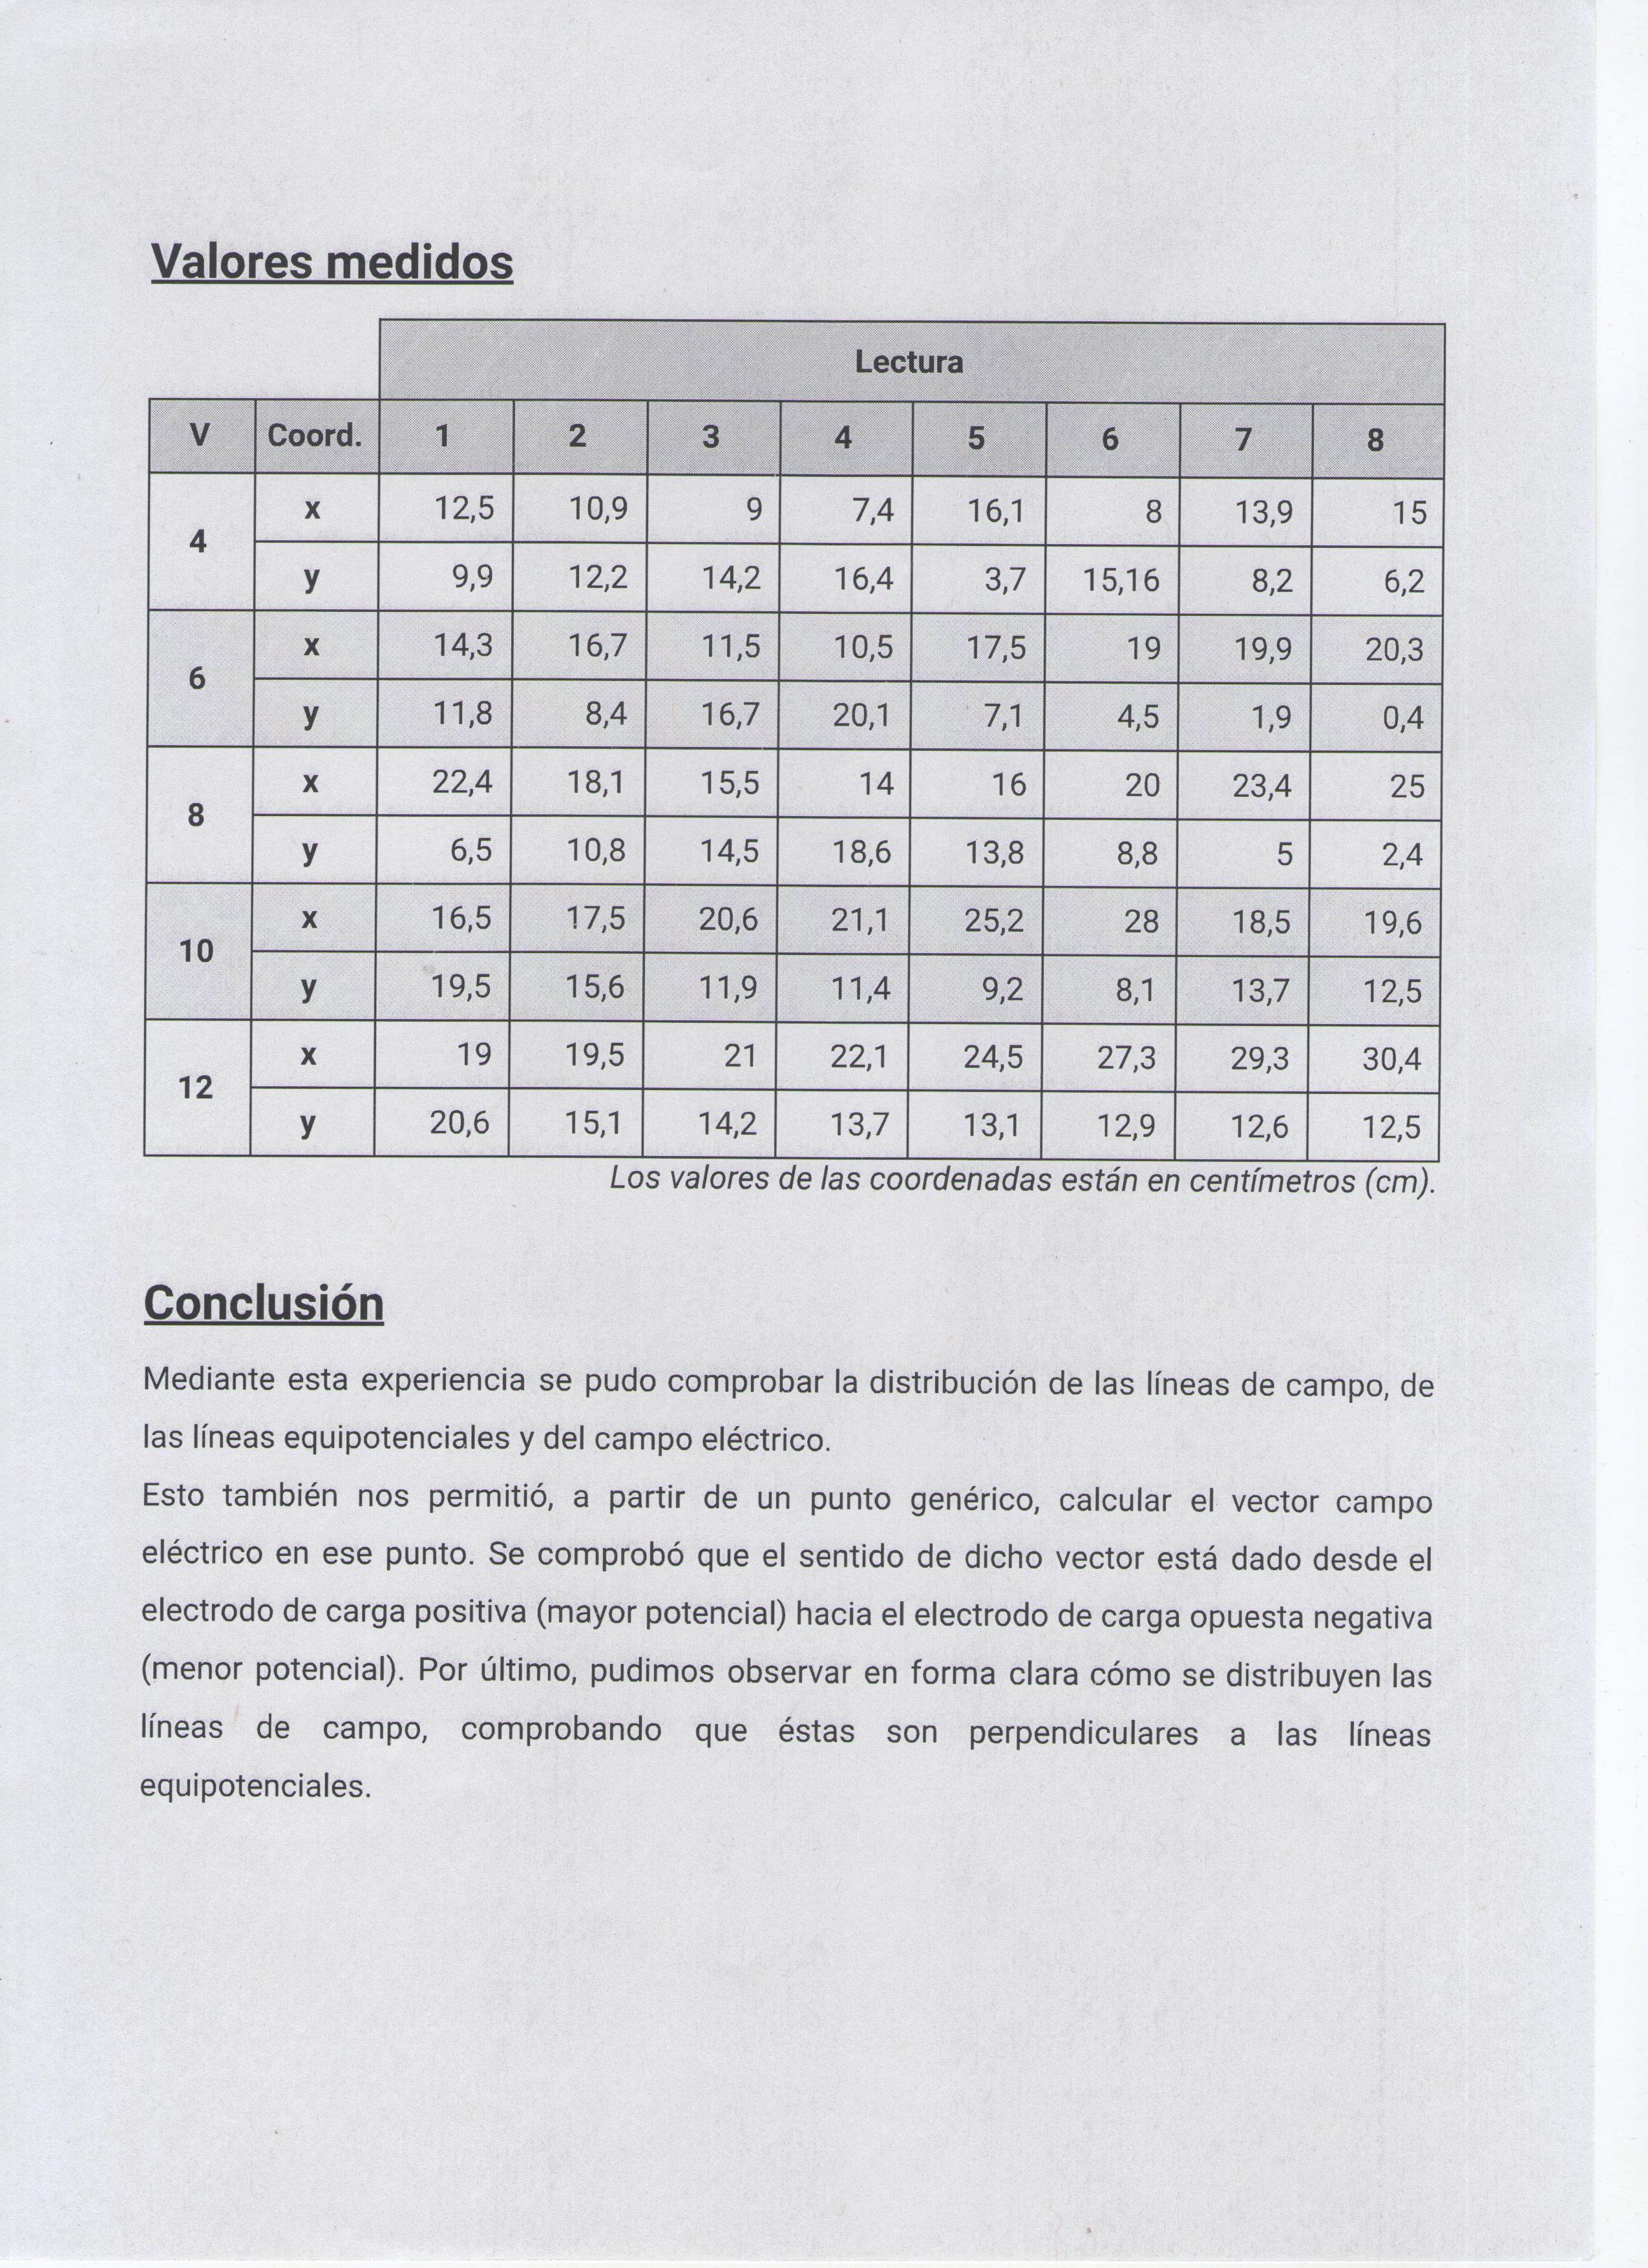 Valores medidos
Lectura
V Coord. 1 2 3 4 5 6 7 8
4 x 12,5 10,9 9 7,4 16,1 8 13,9 15
y 9,9 12,2 14,2 16,4 3,7 15,16 8,2 6,2
6 x 14,3 16,7 11,5 10,5 17,5 19 19,9 20,3
y 11,8 8,4 16,7 20,1 7,1 4,5 1,9 0,4
8 x 22,4 18,1 15,5 14 16 20 23,4 25
y 6,5 10,8 14,5 18,6 13,8 8,8 5 2,4
10 x 16,5 17,5 20,6 21,1 25,2 28 18,5 19,6
y 19,5 15,6 11,9 11,4 9,2 8,1 13,7 12,5
12 x 19 19,5 21 22,1 24,5 27,3 29,3 30,4
y 20,6 15,1 14,2 13,7 13,1 12,9 12,6 12,5
Los valores de las coordenadas están en centímetros (cm).
Conclusión
Mediante esta experiencia se pudo comprobar la distribución de las líneas de campo, de
las líneas equipotenciales y del campo eléctrico.
Esto también nos permitió, a partir de un punto genérico, calcular el vector campo
eléctrico en ese punto. Se comprobó que el sentido de dicho vector está dado desde el
electrodo de carga positiva (mayor potencial) hacia el electrodo de carga opuesta negativa
(menor potencial). Por último, pudimos observar en forma clara cómo se distribuyen las
líneas de campo, comprobando que éstas son perpendiculares a las líneas
equipotenciales.